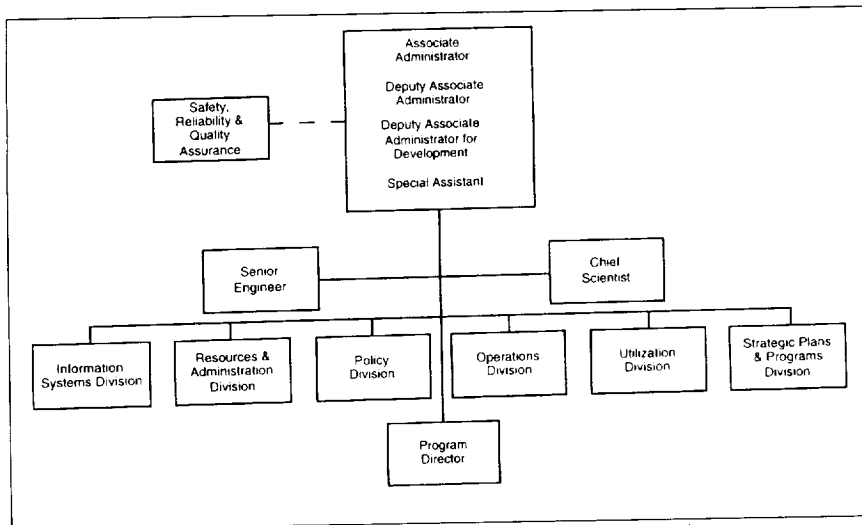 Associate
Administrator
Deputy Associate
Administrator
Deputy Associate
Administrator for
Development
Special Assistant
Safety,
Reliability &
Quality
Assurance
Senior
Engineer
Chief
Scientist
Information
Systems Division
Resources &
Administration
Division
Policy
Division
Operations
Division
Utilization
Division
Strategic Plans
& Programs
Division
Program
Director